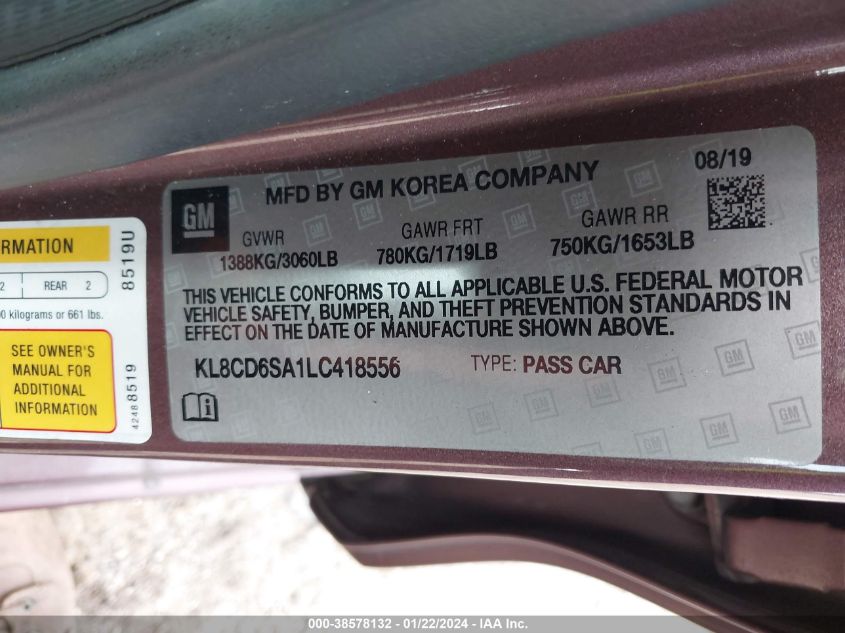 MFD BY GM KOREA COMPANY
08/19
GM
GVWR
GAWR FRT
GAWR RR
1388KG/3060LB
780KG/1719LB
750KG/1653LB
THIS VEHICLE CONFORMS TO ALL APPLICABLE U.S. FEDERAL MOTOR
VEHICLE SAFETY, BUMPER, AND THEFT PREVENTION STANDARDS IN
EFFECT ON THE DATE OF MANUFACTURE SHOWN ABOVE.
KL8CD6SA1LC418556
TYPE: PASS CAR
REAR 2
kilograms or 661 lbs.
8519U
SEE OWNER'S
MANUAL FOR
ADDITIONAL
INFORMATION
42488519
000-38578132 - 01/22/2024 - IAA Inc.